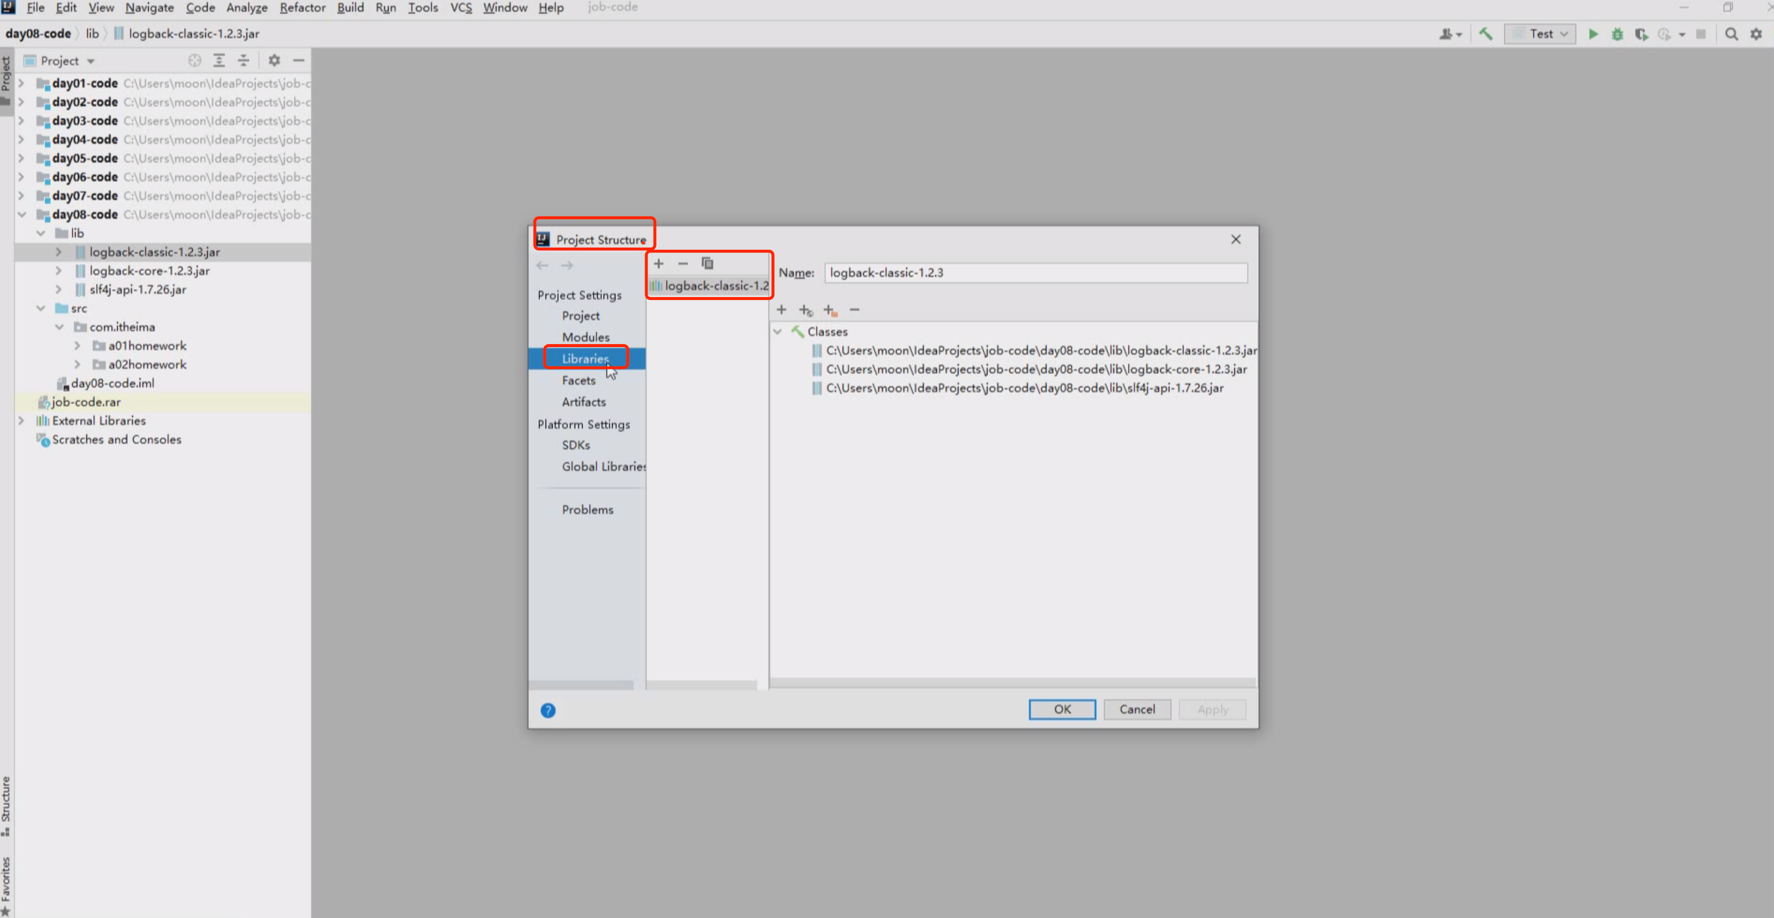 File Edit View Navigate Code Analyze Refactor Build Run Tools VCS Window Help job-code
day08-code lib logback-classic-1.2.3.jar
Test
Project
Project
day01-code C:\Users\moon\IdeaProjects\job-c
day02-code C:\Users\moon\IdeaProjects\job-c
day03-code C:\Users\moon\IdeaProjects\job-c
day04-code C:\Users\moon\IdeaProjects\job-c
day05-code C:\Users\moon\IdeaProjects\job-c
day06-code C:\Users\moon\IdeaProjects\job-c
day07-code C:\Users\moon\IdeaProjects\job-c
day08-code C:\Users\moon\IdeaProjects\job-c
lib
logback-classic-1.2.3.jar
logback-core-1.2.3.jar
slf4j-api-1.7.26.jar
src
com.itheima
a01homework
a02homework
day08-code.iml
job-code.rar
External Libraries
Scratches and Consoles
Structure
Favorites
Project Structure
Project Settings
Project
Modules
Libraries
Facets
Artifacts
Platform Settings
SDKs
Global Libraries
Problems
logback-classic-1.2
Name: logback-classic-1.2.3
Classes
C:\Users\moon\IdeaProjects\job-code\day08-code\lib\logback-classic-1.2.3.jar
C:\Users\moon\IdeaProjects\job-code\day08-code\lib\logback-core-1.2.3.jar
C:\Users\moon\IdeaProjects\job-code\day08-code\lib\slf4j-api-1.7.26.jar
?
OK
Cancel
Apply